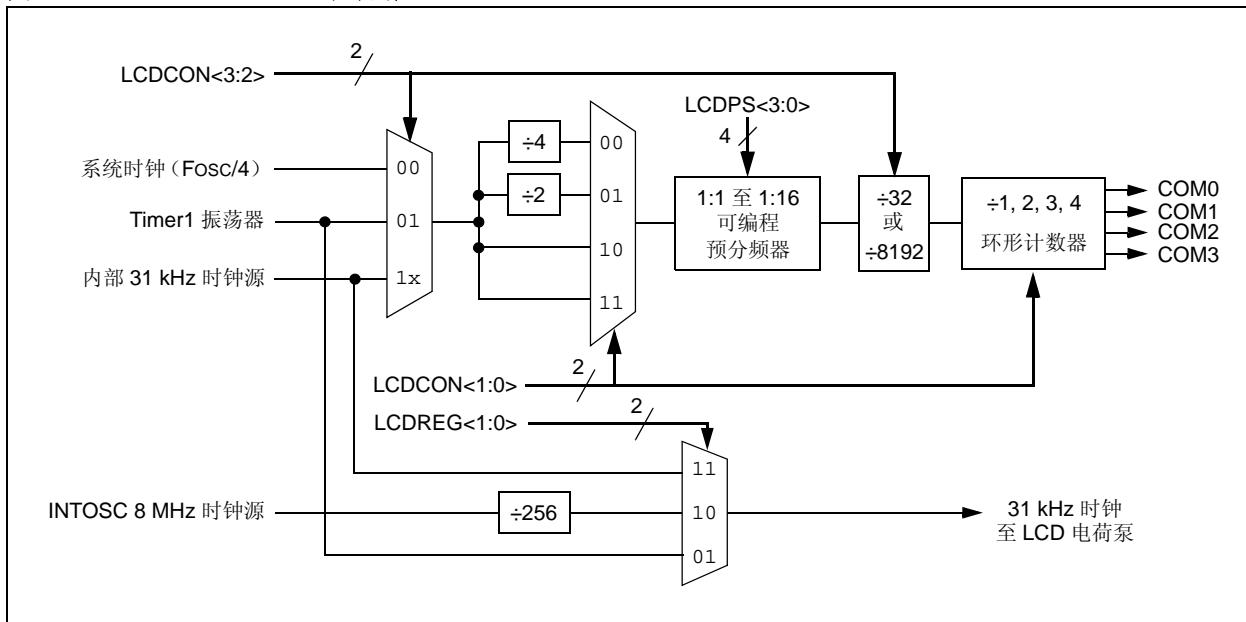 LCDCON<3:2>
2
LCDPS<3:0>
4
系统时钟（FOSC/4）
Timer1 振荡器
内部 31 kHz 时钟源
00
01
1x
÷4
÷2
00
01
10
11
1:1 至 1:16
可编程
预分频器
÷32
或
÷8192
÷1, 2, 3, 4
环形计数器
COM0
COM1
COM2
COM3
LCDCON<1:0>
2
LCDREG<1:0>
2
INTOSC 8 MHz 时钟源
÷256
11
10
01
31 kHz 时钟
至 LCD 电荷泵